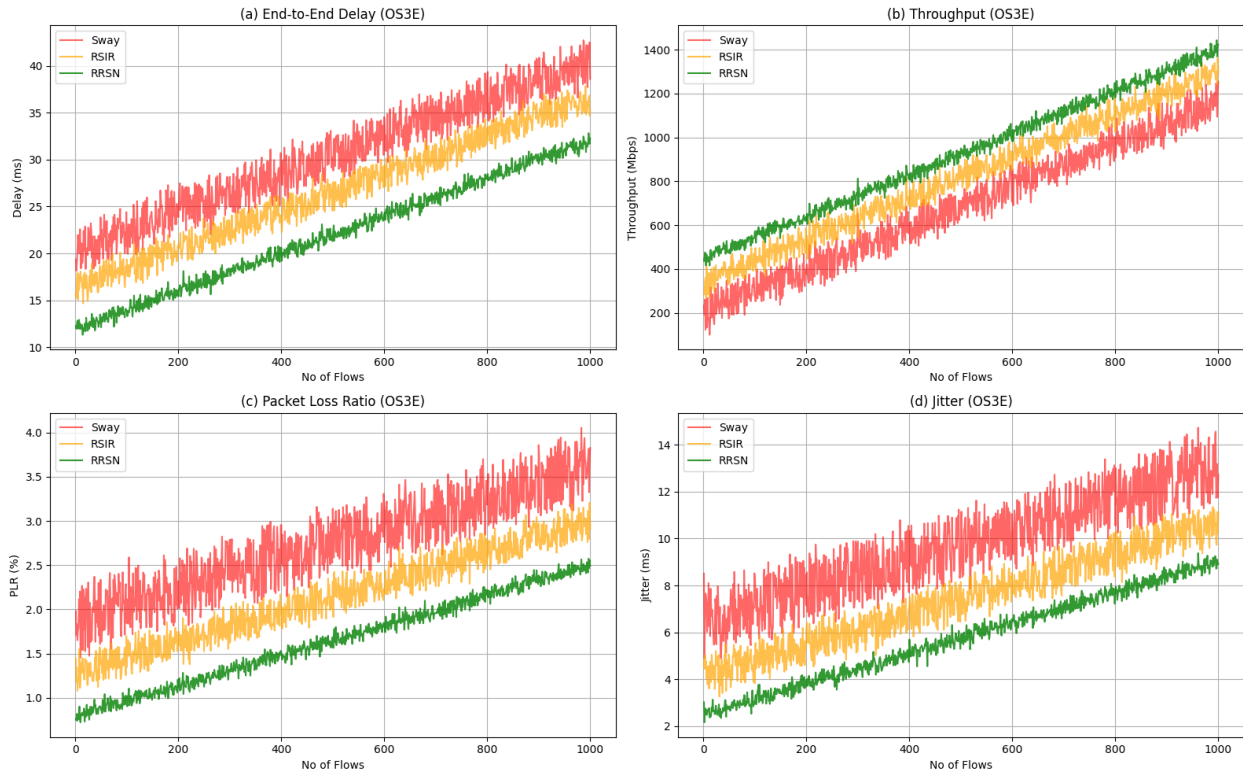 (a) End-to-End Delay (OS3E)
Sway
RSIR
RRSN
Delay (ms)
40
35
30
25
20
15
10
0 200 400 600 800 1000
No of Flows
(b) Throughput (OS3E)
Sway
RSIR
RRSN
Throughput (Mbps)
1400
1200
1000
800
600
400
200
0 200 400 600 800 1000
No of Flows
(c) Packet Loss Ratio (OS3E)
Sway
RSIR
RRSN
PLR (%)
4.0
3.5
3.0
2.5
2.0
1.5
1.0
0 200 400 600 800 1000
No of Flows
(d) Jitter (OS3E)
Sway
RSIR
RRSN
Jitter (ms)
14
12
10
8
6
4
2
0 200 400 600 800 1000
No of Flows